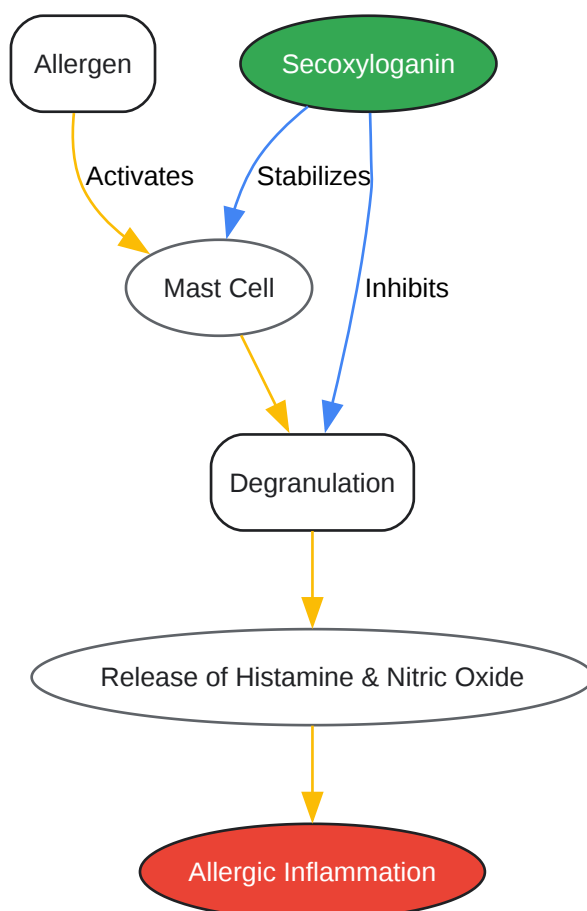 Allergen
Secoxyloganin
Activates
Stabilizes
Mast Cell
Inhibits
Degranulation
Release of Histamine & Nitric Oxide
Allergic Inflammation